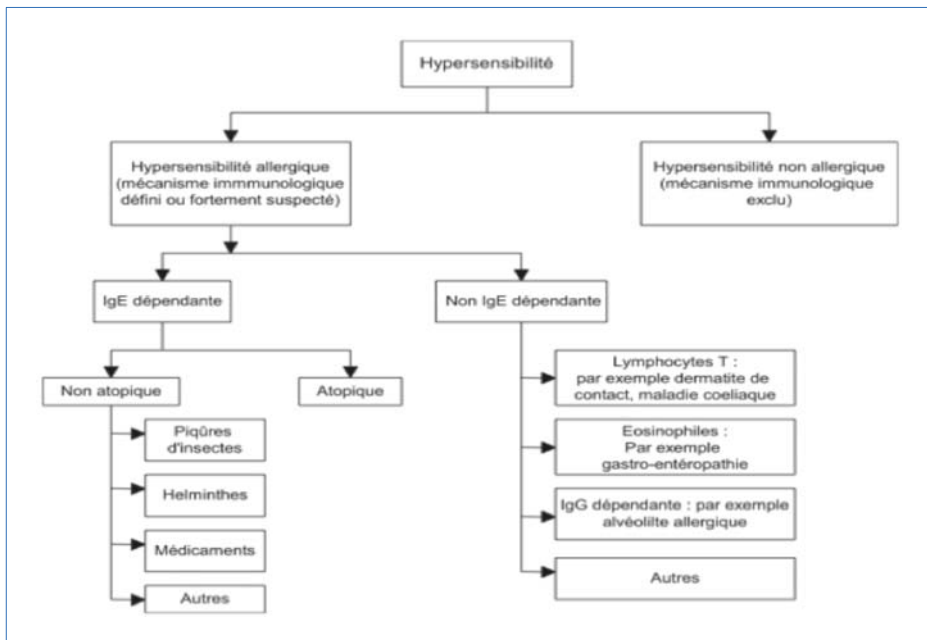 Hypersensibilité
Hypersensibilité allergique
(mécanisme immmunologique
défini ou fortement suspecté)
Hypersensibilité non allergique
(mécanisme immunologique
exclu)
IgE dépendante
Non IgE dépendante
Non atopique
Atopique
Piqûres
d'insectes
Helminthes
Médicaments
Autres
Lymphocytes T :
par exemple dermatite de
contact, maladie coeliaque
Eosinophiles :
Par exemple
gastro-entéropathie
IgG dépendante : par exemple
alvéolilte allergique
Autres